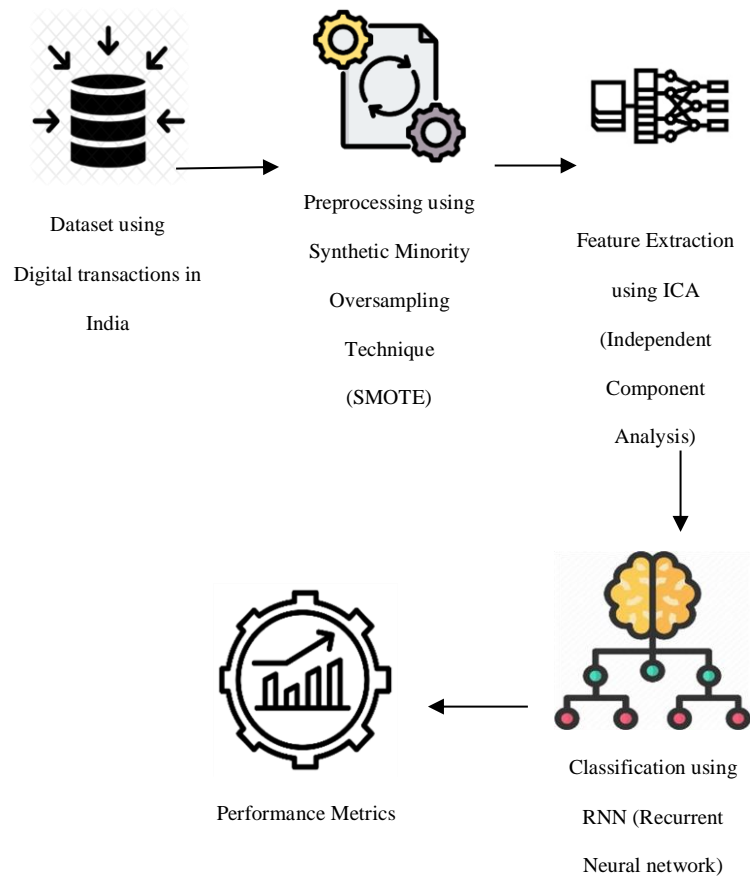 Dataset using
Digital transactions in
India
Preprocessing using
Synthetic Minority
Oversampling
Technique
(SMOTE)
Feature Extraction
using ICA
(Independent
Component
Analysis)
Classification using
RNN (Recurrent
Neural network)
Performance Metrics